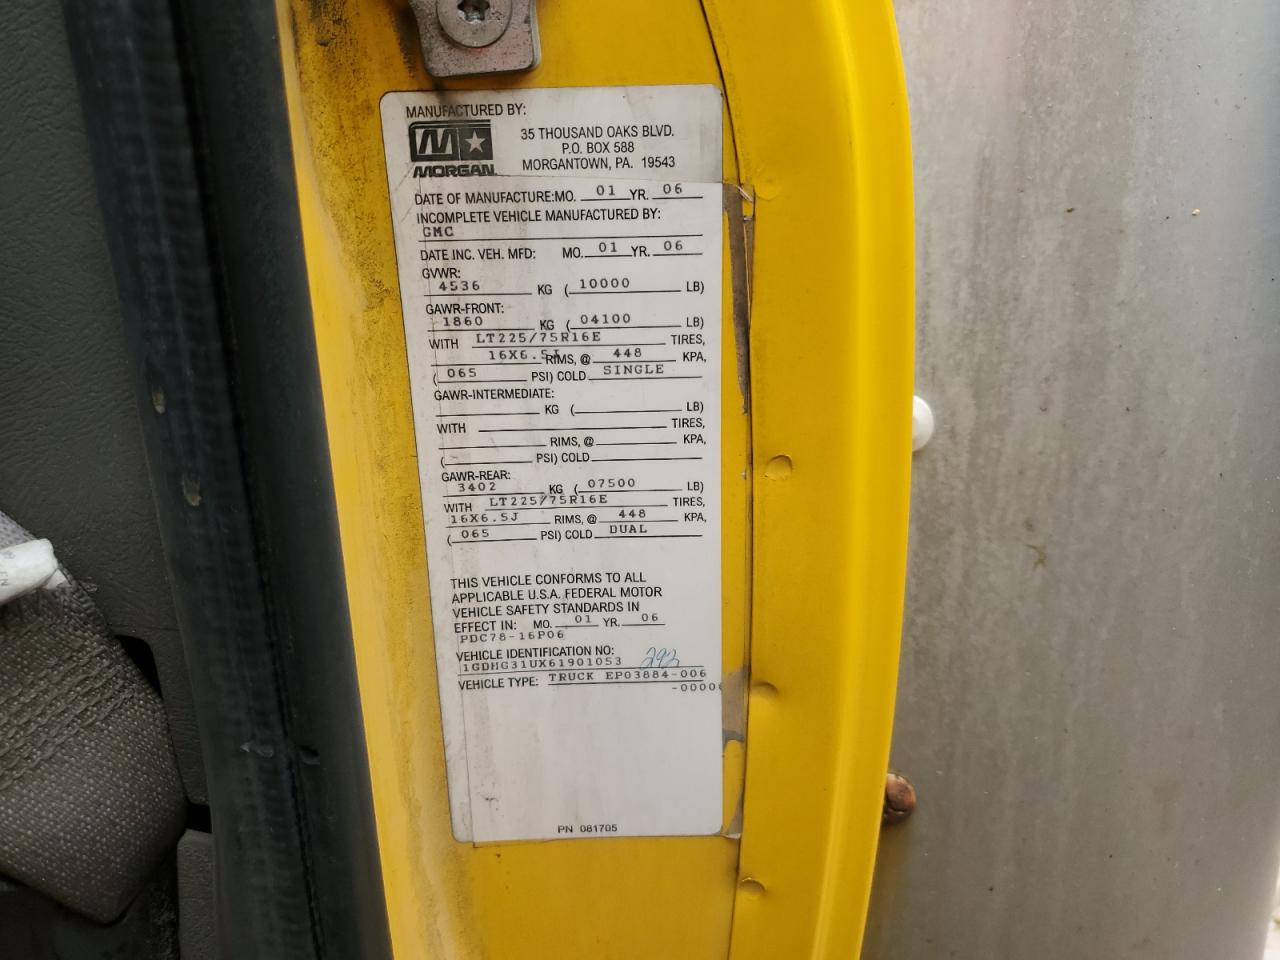 MANUFACTURED BY:
MORGAN
35 THOUSAND OAKS BLVD.
P.O. BOX 588
MORGANTOWN, PA. 19543
DATE OF MANUFACTURE:MO. 01 YR. 06
INCOMPLETE VEHICLE MANUFACTURED BY:
GMC
DATE INC. VEH. MFD: MO. 01 YR. 06
GVWR:
4536 KG (10000 LB)
GAWR-FRONT:
1860 KG (04100 LB)
WITH LT225/75R16E TIRES,
16X6.5J RIMS, @ 448 KPA,
(065 PSI) COLD SINGLE
GAWR-INTERMEDIATE:
KG ( LB)
WITH TIRES,
RIMS, @ KPA,
( PSI) COLD
GAWR-REAR:
3402 KG (07500 LB)
WITH LT225/75R16E TIRES,
16X6.5J RIMS, @ 448 KPA,
(065 PSI) COLD DUAL
THIS VEHICLE CONFORMS TO ALL
APPLICABLE U.S.A. FEDERAL MOTOR
VEHICLE SAFETY STANDARDS IN
EFFECT IN: MO. 01 YR. 06
PDC78-16P06
VEHICLE IDENTIFICATION NO:
1GDHG31UX61901053 292
VEHICLE TYPE: TRUCK EP03884-006
-0000
PN 081705